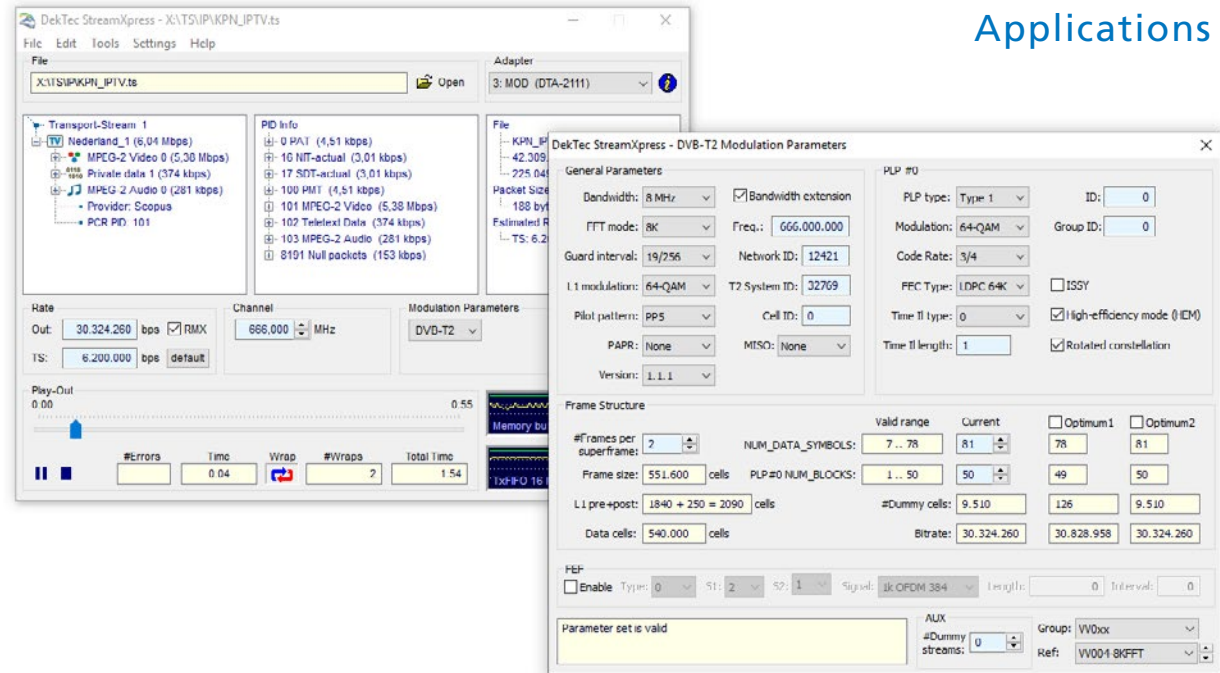 Applications
DekTec StreamXpress - X:\TS\IP\KPN_IPTV.ts
File Edit Tools Settings Help
File
X:\TS\IP\KPN_IPTV.ts
Open
Adapter
3: MOD (DTA-2111)
Transport-Stream 1
TV Nederland_1 (6,04 Mbps)
MPEG-2 Video 0 (5,38 Mbps)
Private data 1 (374 kbps)
MPEG-2 Audio 0 (281 kbps)
Provider: Scopus
PCR PID: 101
PID Info
0 PAT (4,51 kbps)
16 NIT-actual (3,01 kbps)
17 SDT-actual (3,01 kbps)
100 PMT (4,51 kbps)
101 MPEG-2 Video (5,38 Mbps)
102 Teletext Data (374 kbps)
103 MPEG-2 Audio (281 kbps)
8191 Null packets (153 kbps)
File
KPN_IP
42.309.
225.04
Packet Size
188 byt
Estimated R
TS: 6.2
Rate
Out: 30.324.260 bps RMX
TS: 6.200.000 bps default
Channel
666,000 MHz
Modulation Parameters
DVB-T2
Play-Out
0:00 0:55
#Errors Time Wrap #Wraps Total Time
0:04 2 1:54
Memory bu
TxFIFO 16
DekTec StreamXpress - DVB-T2 Modulation Parameters
General Parameters
Bandwidth: 8 MHz Bandwidth extension
FFT mode: 8K Freq.: 666.000.000
Guard interval: 19/256 Network ID: 12421
L1 modulation: 64-QAM T2 System ID: 32769
Pilot pattern: PP5 Cell ID: 0
PAPR: None MISO: None
Version: 1.1.1
PLP #0
PLP type: Type 1 ID: 0
Modulation: 64-QAM Group ID: 0
Code Rate: 3/4
FEC Type: LDPC 64K ISSY
Time Il type: 0 High-efficiency mode (HEM)
Time Il length: 1 Rotated constellation
Frame Structure
Valid range Current Optimum1 Optimum2
#Frames per superframe: 2 NUM_DATA_SYMBOLS: 7 .. 78 81 78 81
Frame size: 551.600 cells PLP#0 NUM_BLOCKS: 1 .. 50 50 49 50
L1 pre+post: 1840 + 250 = 2090 cells #Dummy cells: 9.510 126 9.510
Data cells: 540.000 cells Bitrate: 30.324.260 30.828.958 30.324.260
FEF
Enable Type: 0 S1: 2 S2: 1 Signal: 1k OFDM 384 Length: 0 Interval: 0
Parameter set is valid
AUX
#Dummy streams: 0
Group: VV0xx
Ref: VV004-8KFFT